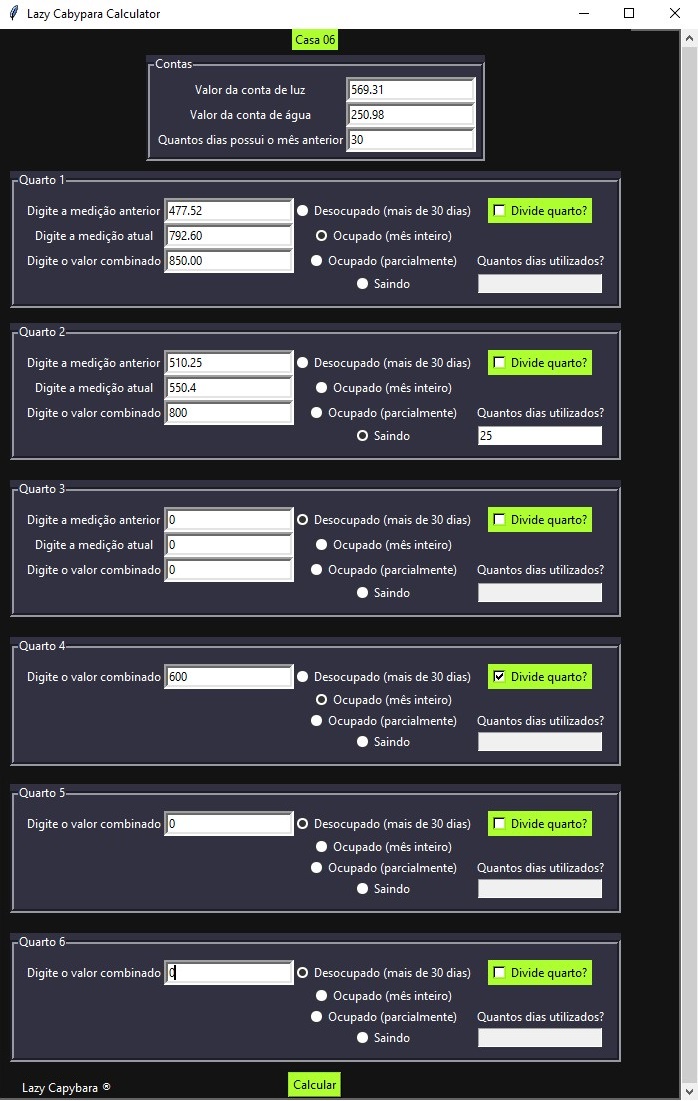 Lazy Cabypara Calculator
Casa 06
Contas
Valor da conta de luz 569.31
Valor da conta de água 250.98
Quantos dias possui o mês anterior 30
Quarto 1
Digite a medição anterior 477.52 Desocupado (mais de 30 dias) Divide quarto?
Digite a medição atual 792.60 Ocupado (mês inteiro)
Digite o valor combinado 850.00 Ocupado (parcialmente) Quantos dias utilizados?
Saindo
Quarto 2
Digite a medição anterior 510.25 Desocupado (mais de 30 dias) Divide quarto?
Digite a medição atual 550.4 Ocupado (mês inteiro)
Digite o valor combinado 800 Ocupado (parcialmente) Quantos dias utilizados?
Saindo 25
Quarto 3
Digite a medição anterior 0 Desocupado (mais de 30 dias) Divide quarto?
Digite a medição atual 0 Ocupado (mês inteiro)
Digite o valor combinado 0 Ocupado (parcialmente) Quantos dias utilizados?
Saindo
Quarto 4
Digite o valor combinado 600 Desocupado (mais de 30 dias) Divide quarto?
Ocupado (mês inteiro)
Ocupado (parcialmente) Quantos dias utilizados?
Saindo
Quarto 5
Digite o valor combinado 0 Desocupado (mais de 30 dias) Divide quarto?
Ocupado (mês inteiro)
Ocupado (parcialmente) Quantos dias utilizados?
Saindo
Quarto 6
Digite o valor combinado 0 Desocupado (mais de 30 dias) Divide quarto?
Ocupado (mês inteiro)
Ocupado (parcialmente) Quantos dias utilizados?
Saindo
Lazy Capybara ® Calcular